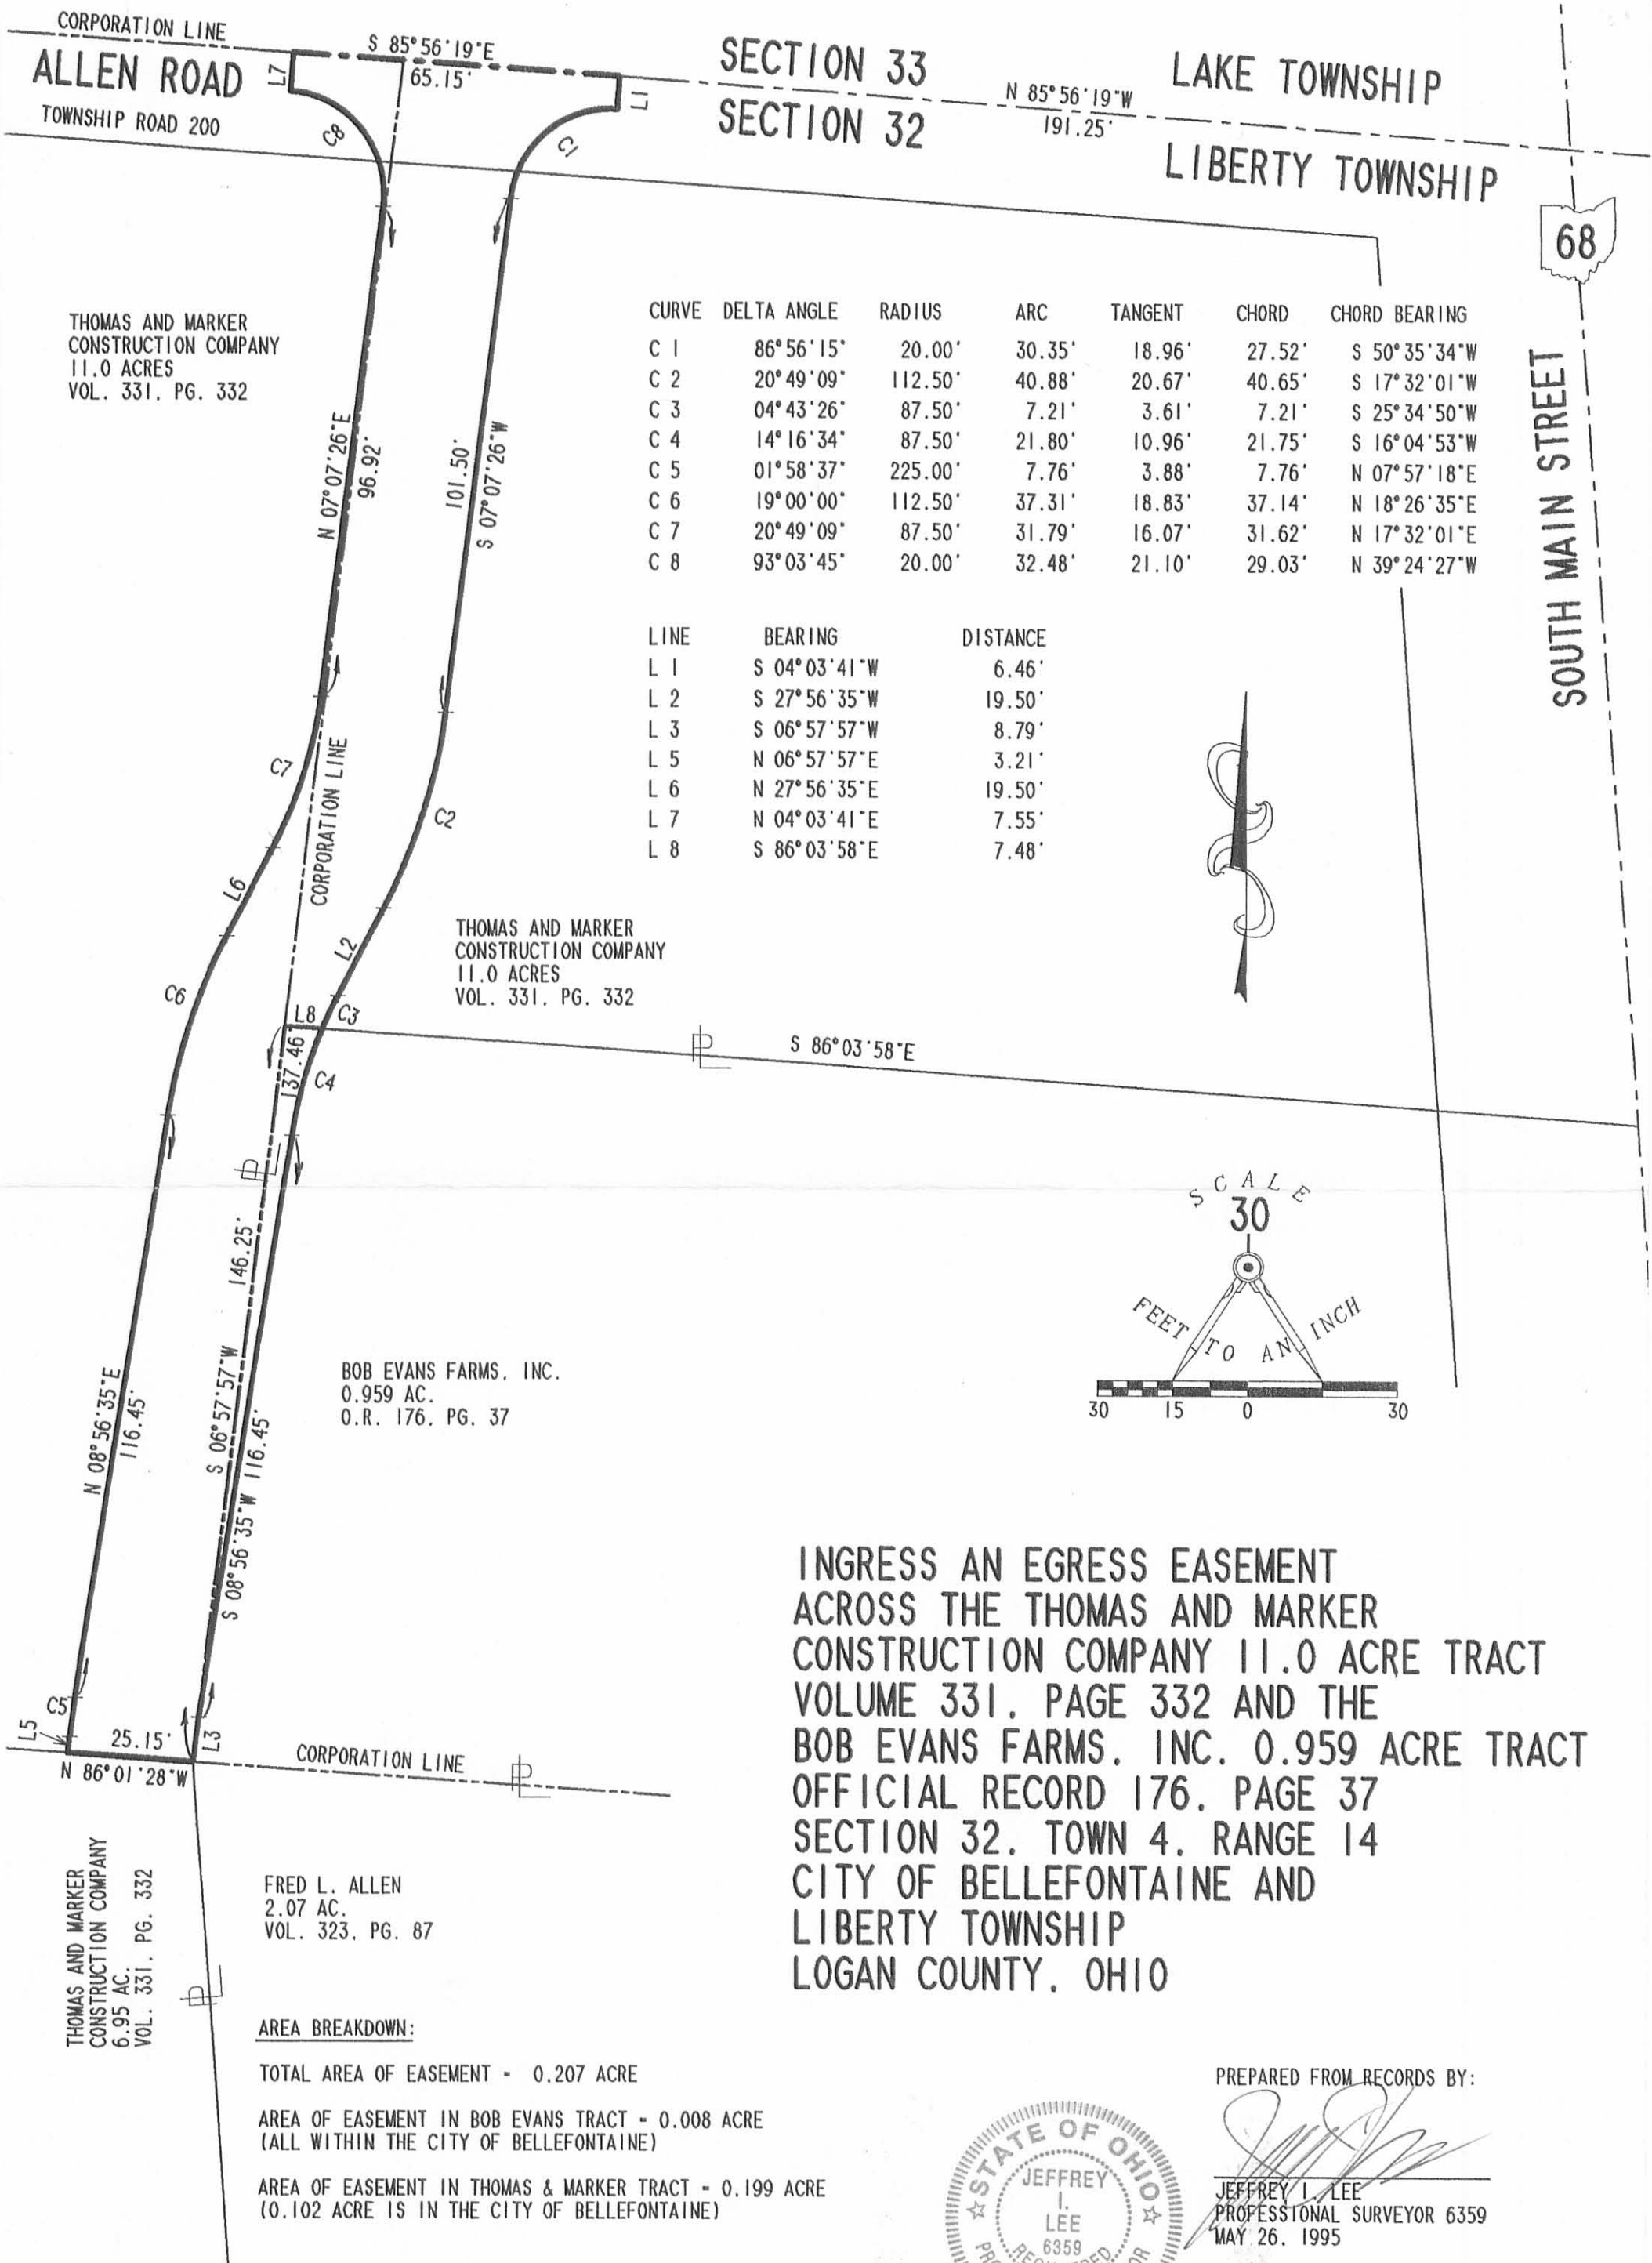 CORPORATION LINE
S 85°56'19"E
65.15'
ALLEN ROAD
TOWNSHIP ROAD 200
L7
L1
C8
C1
SECTION 33
SECTION 32
N 85°56'19"W
191.25'
LAKE TOWNSHIP
LIBERTY TOWNSHIP
68
SOUTH MAIN STREET
THOMAS AND MARKER
CONSTRUCTION COMPANY
11.0 ACRES
VOL. 331. PG. 332
N 07°07'26"E
96.92'
101.50'
S 07°07'26"W
CURVE DELTA ANGLE RADIUS ARC TANGENT CHORD CHORD BEARING
C 1 86°56'15" 20.00' 30.35' 18.96' 27.52' S 50°35'34"W
C 2 20°49'09" 112.50' 40.88' 20.67' 40.65' S 17°32'01"W
C 3 04°43'26" 87.50' 7.21' 3.61' 7.21' S 25°34'50"W
C 4 14°16'34" 87.50' 21.80' 10.96' 21.75' S 16°04'53"W
C 5 01°58'37" 225.00' 7.76' 3.88' 7.76' N 07°57'18"E
C 6 19°00'00" 112.50' 37.31' 18.83' 37.14' N 18°26'35"E
C 7 20°49'09" 87.50' 31.79' 16.07' 31.62' N 17°32'01"E
C 8 93°03'45" 20.00' 32.48' 21.10' 29.03' N 39°24'27"W
LINE BEARING DISTANCE
L 1 S 04°03'41"W 6.46'
L 2 S 27°56'35"W 19.50'
L 3 S 06°57'57"W 8.79'
L 5 N 06°57'57"E 3.21'
L 6 N 27°56'35"E 19.50'
L 7 N 04°03'41"E 7.55'
L 8 S 86°03'58"E 7.48'
C7
CORPORATION LINE
C2
L6
L2
C6
THOMAS AND MARKER
CONSTRUCTION COMPANY
11.0 ACRES
VOL. 331. PG. 332
L8
C3
137.46'
C4
PL
S 86°03'58"E
PL
SCALE
30
FEET TO AN INCH
30 15 0 30
146.25'
S 06°57'57"W
S 08°56'35"W 116.45'
N 08°56'35"E
116.45'
BOB EVANS FARMS. INC.
0.959 AC.
O.R. 176. PG. 37
C5
L5
25.15'
L3
N 86°01'28"W
CORPORATION LINE
PL
INGRESS AN EGRESS EASEMENT
ACROSS THE THOMAS AND MARKER
CONSTRUCTION COMPANY 11.0 ACRE TRACT
VOLUME 331. PAGE 332 AND THE
BOB EVANS FARMS. INC. 0.959 ACRE TRACT
OFFICIAL RECORD 176. PAGE 37
SECTION 32. TOWN 4. RANGE 14
CITY OF BELLEFONTAINE AND
LIBERTY TOWNSHIP
LOGAN COUNTY. OHIO
THOMAS AND MARKER
CONSTRUCTION COMPANY
6.95 AC.
VOL. 331. PG. 332
FRED L. ALLEN
2.07 AC.
VOL. 323. PG. 87
PL
AREA BREAKDOWN:
TOTAL AREA OF EASEMENT = 0.207 ACRE
AREA OF EASEMENT IN BOB EVANS TRACT = 0.008 ACRE
(ALL WITHIN THE CITY OF BELLEFONTAINE)
AREA OF EASEMENT IN THOMAS & MARKER TRACT = 0.199 ACRE
(0.102 ACRE IS IN THE CITY OF BELLEFONTAINE)
STATE OF OHIO
JEFFREY
I.
LEE
6359
PREPARED FROM RECORDS BY:
JEFFREY I. LEE
PROFESSIONAL SURVEYOR 6359
MAY 26. 1995